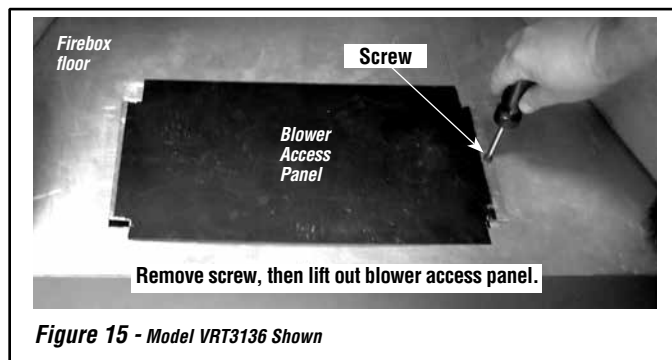 Firebox
floor
Screw
Blower
Access
Panel
Remove screw, then lift out blower access panel.
Figure 15 - Model VRT3136 Shown